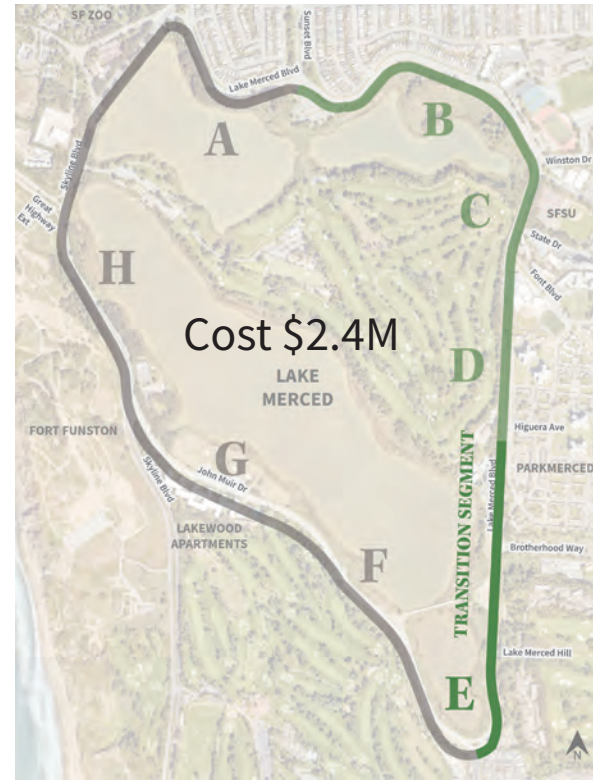 SF ZOO
Sunset Blvd
Lake Merced Blvd
A
B
Winston Dr
Skyline Blvd
C
SFSU
Great
Highway
Ext
State Dr
H
Font Blvd
Cost $2.4M
LAKE
MERCED
D
FORT FUNSTON
Higuera Ave
G
TRANSITION SEGMENT
Lake Merced Blvd
PARKMERCED
Skyline Blvd
John Muir Dr
LAKEWOOD
APARTMENTS
Brotherhood Way
F
Lake Merced Hill
E
N